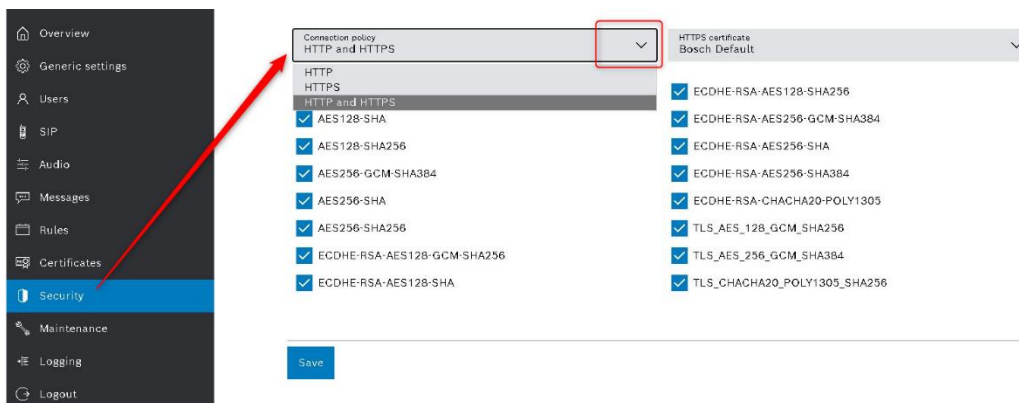 Overview
Generic settings
Users
SIP
Audio
Messages
Rules
Certificates
Security
Maintenance
Logging
Logout
Connection policy
HTTP and HTTPS
HTTP
HTTPS
HTTP and HTTPS
AES128-SHA
AES128-SHA256
AES256-GCM-SHA384
AES256-SHA
AES256-SHA256
ECDHE-RSA-AES128-GCM-SHA256
ECDHE-RSA-AES128-SHA
HTTPS certificate
Bosch Default
ECDHE-RSA-AES128-SHA256
ECDHE-RSA-AES256-GCM-SHA384
ECDHE-RSA-AES256-SHA
ECDHE-RSA-AES256-SHA384
ECDHE-RSA-CHACHA20-POLY1305
TLS_AES_128_GCM_SHA256
TLS_AES_256_GCM_SHA384
TLS_CHACHA20_POLY1305_SHA256
Save